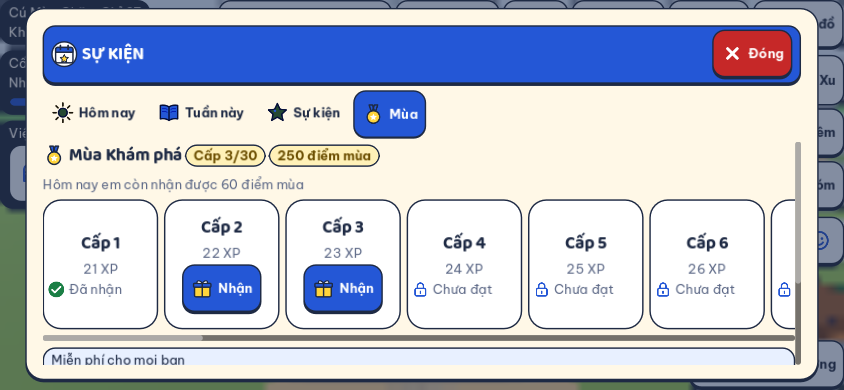 SỰ KIỆN
Đóng
Hôm nay
Tuần này
Sự kiện
Mùa
Mùa Khám phá
Cấp 3/30
250 điểm mùa
Hôm nay em còn nhận được 60 điểm mùa
Cấp 1
21 XP
Đã nhận
Cấp 2
22 XP
Nhận
Cấp 3
23 XP
Nhận
Cấp 4
24 XP
Chưa đạt
Cấp 5
25 XP
Chưa đạt
Cấp 6
26 XP
Chưa đạt
Miễn phí cho mọi bạn
Xu